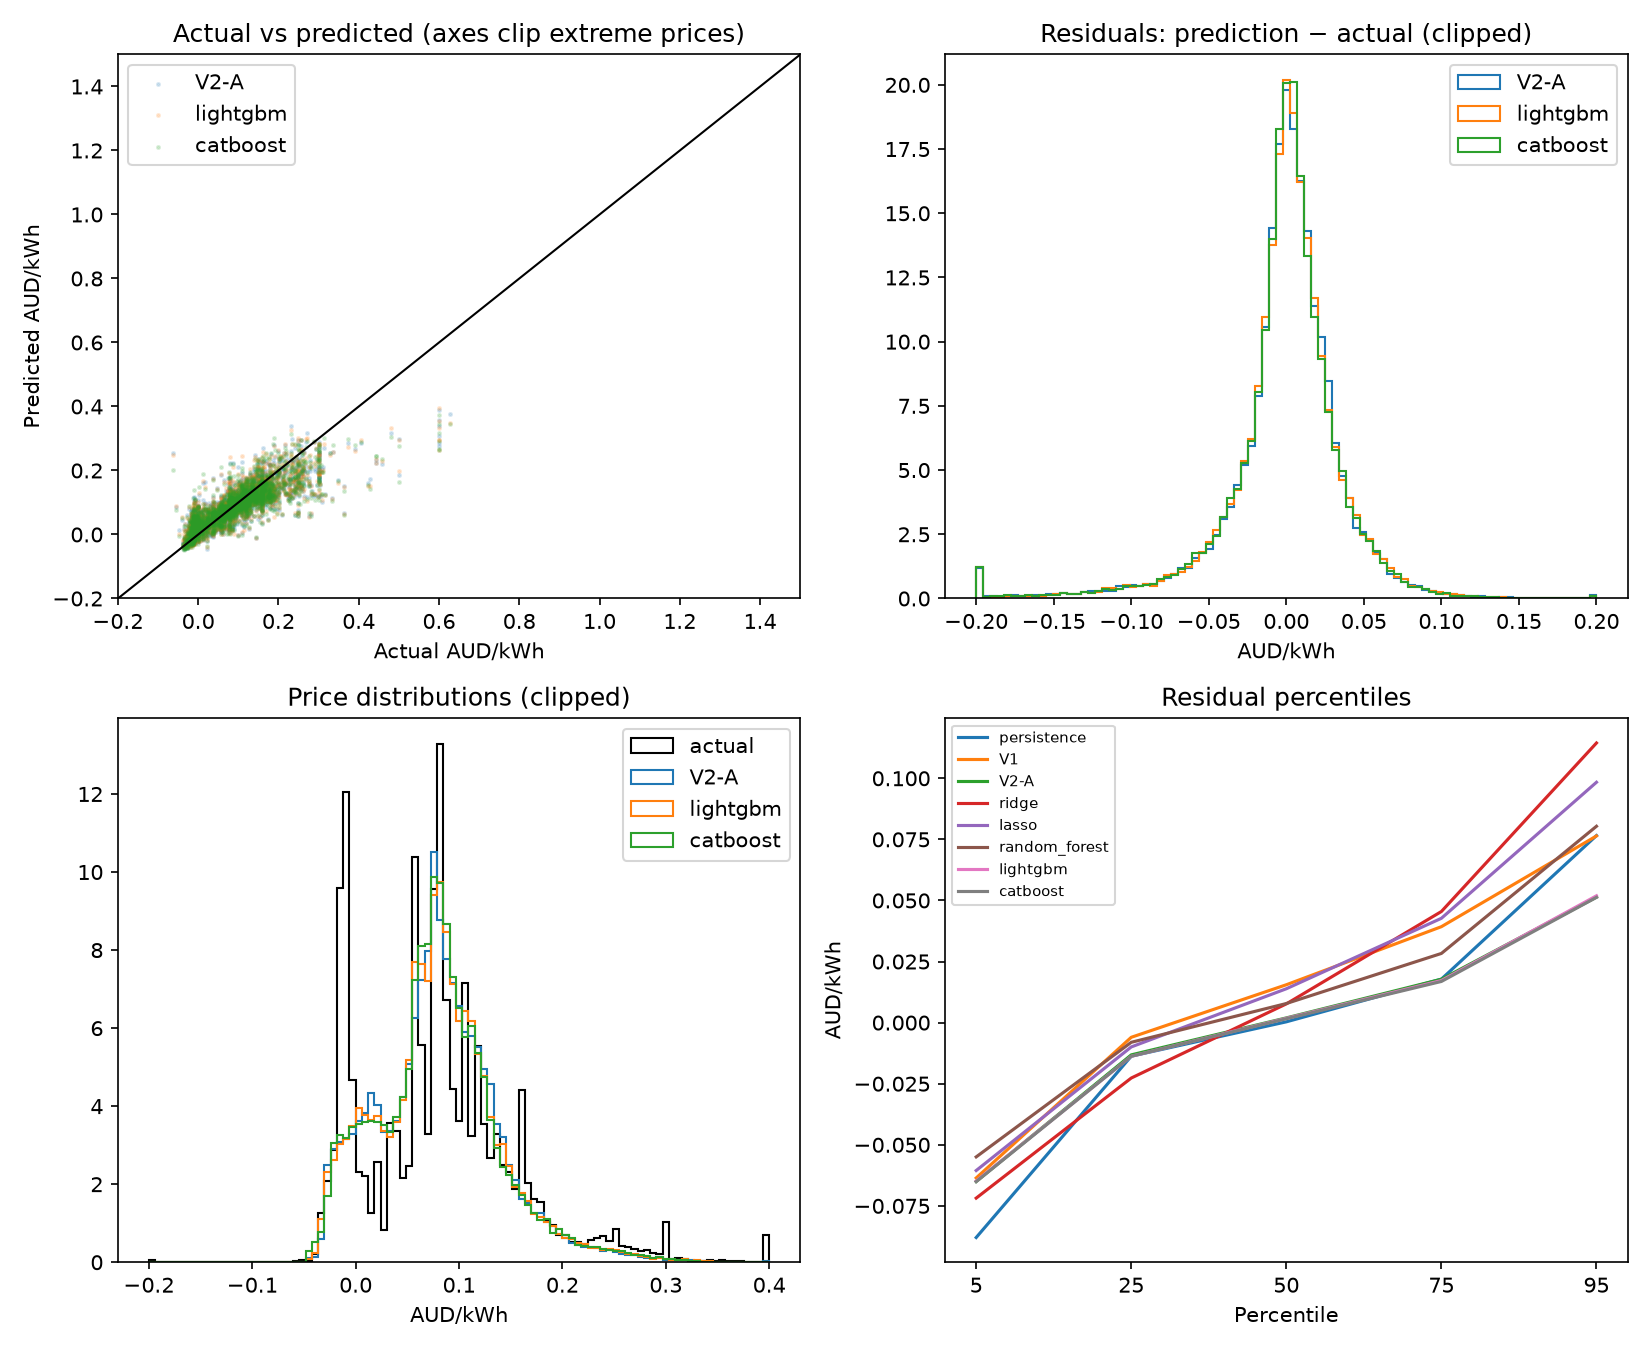 Actual vs predicted (axes clip extreme prices)
V2-A
lightgbm
catboost
1.4
1.2
1.0
0.8
0.6
0.4
0.2
0.0
−0.2
−0.2 0.0 0.2 0.4 0.6 0.8 1.0 1.2 1.4
Predicted AUD/kWh
Actual AUD/kWh
Residuals: prediction − actual (clipped)
V2-A
lightgbm
catboost
20.0
17.5
15.0
12.5
10.0
7.5
5.0
2.5
0.0
−0.20 −0.15 −0.10 −0.05 0.00 0.05 0.10 0.15 0.20
AUD/kWh
Price distributions (clipped)
actual
V2-A
lightgbm
catboost
12
10
8
6
4
2
0
−0.2 −0.1 0.0 0.1 0.2 0.3 0.4
AUD/kWh
Residual percentiles
persistence
V1
V2-A
ridge
lasso
random_forest
lightgbm
catboost
0.100
0.075
0.050
0.025
0.000
−0.025
−0.050
−0.075
AUD/kWh
5 25 50 75 95
Percentile